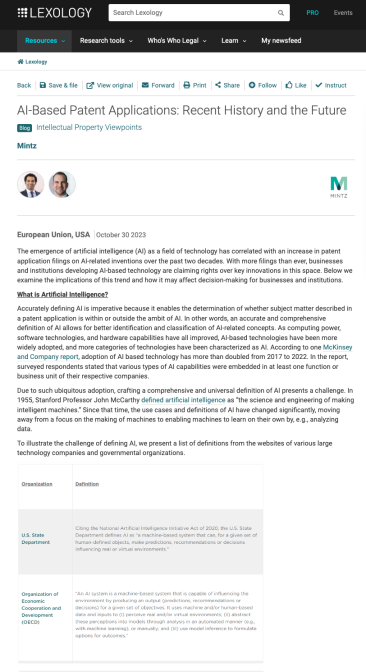 LEXOLOGY
Search Lexology
PRO
Events
Resources
Research tools
Who's Who Legal
Learn
My newsfeed
Lexology
Back
Save & file
View original
Forward
Print
Share
Follow
Like
Instruct
AI-Based Patent Applications: Recent History and the Future
Blog Intellectual Property Viewpoints
Mintz
MINTZ
European Union, USA | October 30 2023
The emergence of artificial intelligence (AI) as a field of technology has correlated with an increase in patent
application filings on AI-related inventions over the past two decades. With more filings than ever, businesses
and institutions developing AI-based technology are claiming rights over key innovations in this space. Below we
examine the implications of this trend and how it may affect decision-making for businesses and institutions.
What is Artificial Intelligence?
Accurately defining AI is imperative because it enables the determination of whether subject matter described in
a patent application is within or outside the ambit of AI. In other words, an accurate and comprehensive
definition of AI allows for better identification and classification of AI-related concepts. As computing power,
software technologies, and hardware capabilities have all improved, AI-based technologies have been more
widely adopted, and more categories of technologies have been characterized as AI. According to one McKinsey
and Company report, adoption of AI based technology has more than doubled from 2017 to 2022. In the report,
surveyed respondents stated that various types of AI capabilities were embedded in at least one function or
business unit of their respective companies.
Due to such ubiquitous adoption, crafting a comprehensive and universal definition of AI presents a challenge. In
1955, Stanford Professor John McCarthy defined artificial intelligence as "the science and engineering of making
intelligent machines." Since that time, the use cases and definitions of AI have changed significantly, moving
away from a focus on the making of machines to enabling machines to learn on their own by, e.g., analyzing
data.
To illustrate the challenge of defining AI, we present a list of definitions from the websites of various large
technology companies and governmental organizations.
Organization
Definition
U.S. State
Department
Citing the National Artificial Intelligence Initiative Act of 2020, the U.S. State
Department defines AI as "a machine-based system that can, for a given set of
human-defined objectives, make predictions, recommendations or decisions
influencing real or virtual environments."
Organization of
Economic
Cooperation and
Development
(OECD)
"An AI system is a machine-based system that is capable of influencing the
environment by producing an output (predictions, recommendations or
decisions) for a given set of objectives. It uses machine and/or human-based
data and inputs to (i) perceive real and/or virtual environments; (ii) abstract
these perceptions into models through analysis in an automated manner (e.g.,
with machine learning), or manually; and (iii) use model inference to formulate
options for outcomes."